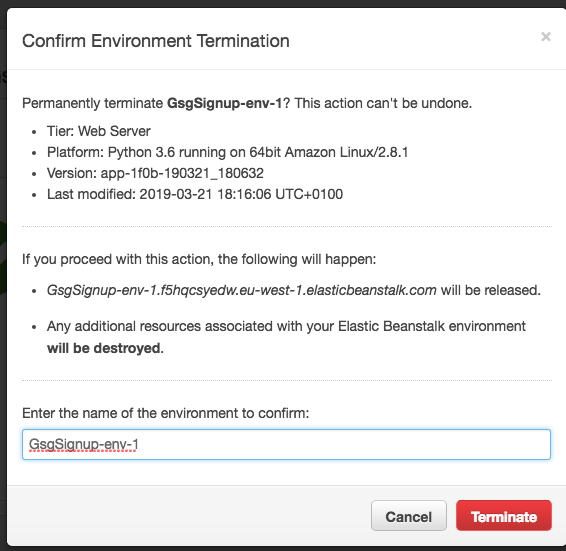 Confirm Environment Termination
×
Permanently terminate GsgSignup-env-1? This action can't be undone.
• Tier: Web Server
• Platform: Python 3.6 running on 64bit Amazon Linux/2.8.1
• Version: app-1f0b-190321_180632
• Last modified: 2019-03-21 18:16:06 UTC+0100
If you proceed with this action, the following will happen:
• GsgSignup-env-1.f5hqcsyedw.eu-west-1.elasticbeanstalk.com will be released.
• Any additional resources associated with your Elastic Beanstalk environment
will be destroyed.
Enter the name of the environment to confirm:
GsgSignup-env-1
Cancel
Terminate